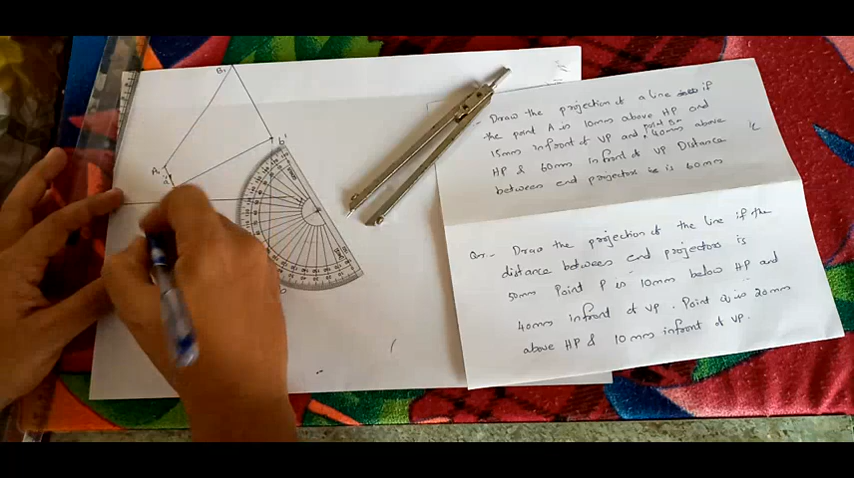 B₁
b'
A₁
a'
Draw the projection of a line if
the point A is 10mm above HP and
15mm infront of VP and point B is 40mm above
HP & 60mm infront of VP Distance
between end projectors is 60mm
Qn:- Draw the projection of the line if the
distance between end projectors is
50mm Point P is 10mm below HP and
40mm infront of VP. Point Q is 20mm
above HP & 10mm infront of VP.